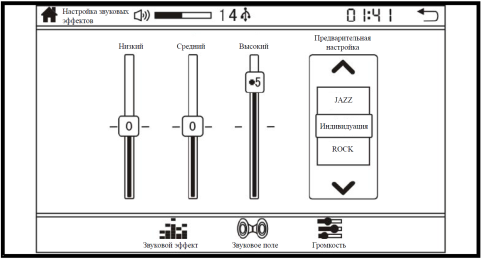 Настройка звуковых
эффектов
14
01:41
Низкий
Средний
Высокий
Предварительная
настройка
0
0
•5
JAZZ
Индивидуация
ROCK
Звуковой эффект
Звуковое поле
Громкость